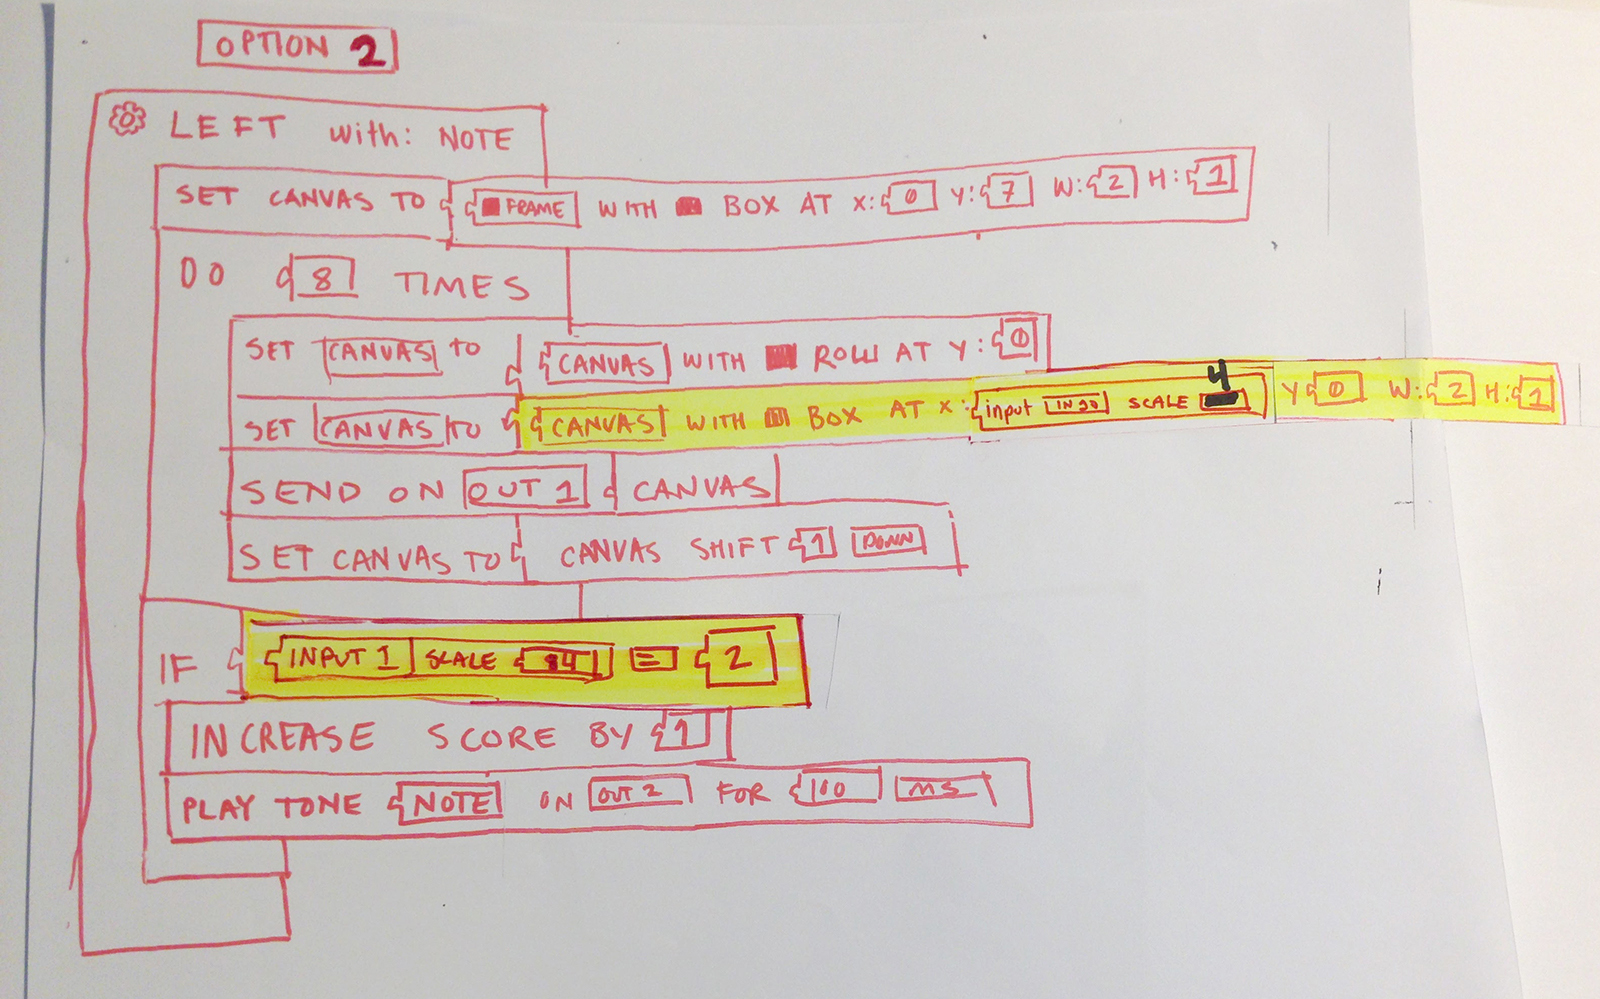 OPTION 2
LEFT with: NOTE
SET CANVAS TO FRAME WITH BOX AT X: 0 Y: 7 W: 2 H: 1
DO 8 TIMES
SET CANVAS TO CANVAS WITH ROW AT Y: 0
4
SET CANVAS TO CANVAS WITH BOX AT X: input SCALE Y 0 W: 2 H: 1
SEND ON OUT 1 CANVAS
SET CANVAS TO CANVAS SHIFT 1 DOWN
IF INPUT 1 SCALE = 2
INCREASE SCORE BY 1
PLAY TONE NOTE ON OUT 2 FOR 100 MS